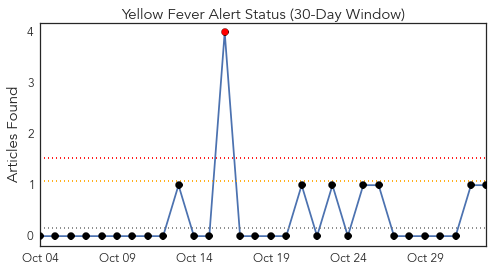 Yellow Fever Alert Status (30-Day Window)
Articles Found
4
3
2
1
0
Oct 04
Oct 09
Oct 14
Oct 19
Oct 24
Oct 29